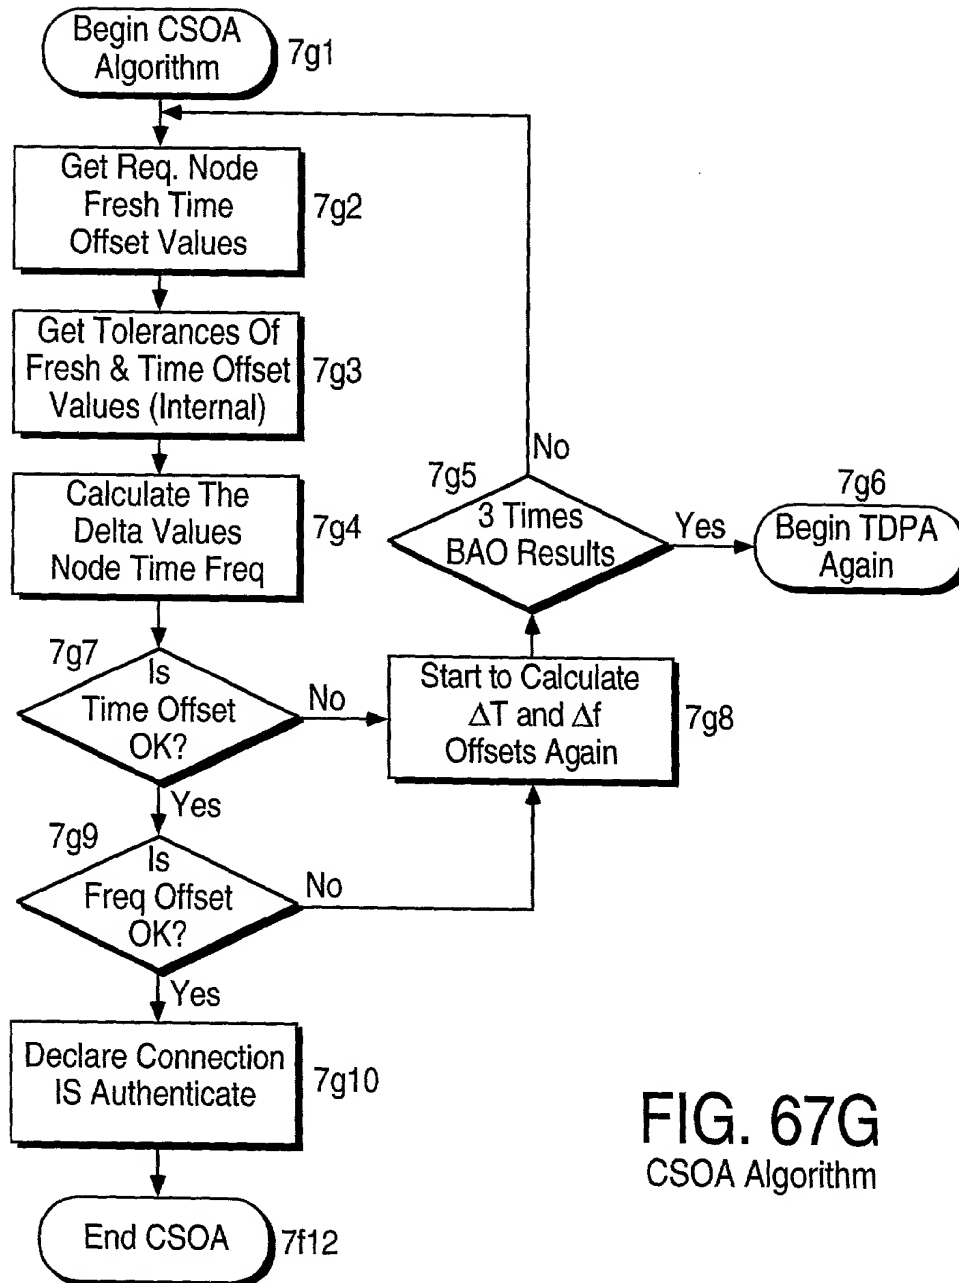 Begin CSOA
Algorithm
7g1
Get Req. Node
Fresh Time
Offset Values
7g2
Get Tolerances Of
Fresh & Time Offset
Values (Internal)
7g3
Calculate The
Delta Values
Node Time Freq
7g4
No
7g5
3 Times
BAO Results
Yes
7g6
Begin TDPA
Again
7g7
Is
Time Offset
OK?
No
Start to Calculate
ΔT and Δf
Offsets Again
7g8
Yes
7g9
Is
Freq Offset
OK?
No
Yes
Declare Connection
IS Authenticate
7g10
End CSOA
7f12
FIG. 67G
CSOA Algorithm